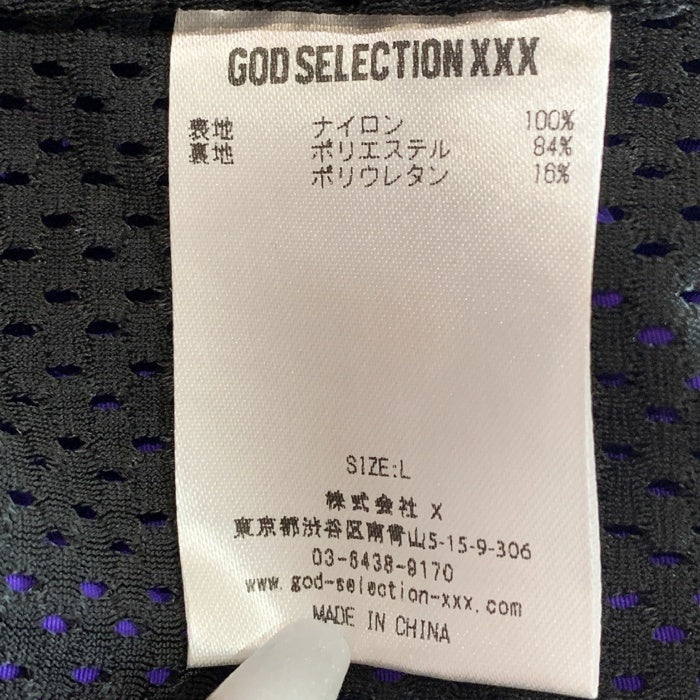 GOD SELECTION XXX
表地 ナイロン 100%
裏地 ポリエステル 84%
ポリウレタン 16%
SIZE:L
株式会社 X
東京都渋谷区南青山5-15-9-306
03-6438-9170
www.god-selection-xxx.com
MADE IN CHINA